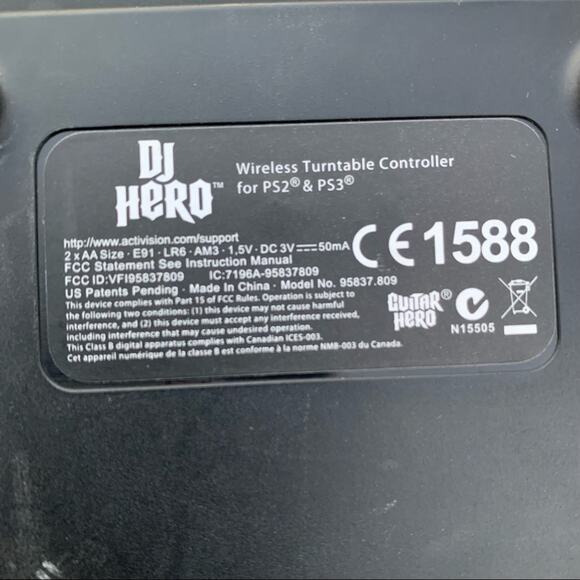 DJ HERO™
Wireless Turntable Controller
for PS2® & PS3®
http://www.activision.com/support
2 x AA Size · E91 · LR6 · AM3 · 1,5V · DC 3V 50mA
FCC Statement See Instruction Manual
FCC ID:VFI95837809 IC:7196A-95837809
US Patents Pending · Made In China · Model No. 95837.809
This device complies with Part 15 of FCC Rules. Operation is subject to
the following two conditions: (1) this device may not cause harmful
interference, and (2) this device must accept any interference received,
including interference that may cause undesired operation.
This Class B digital apparatus complies with Canadian ICES-003.
Cet appareil numérique de la classe B est conforme à la norme NMB-003 du Canada.
CE 1588
GUITAR HERO®
N15505